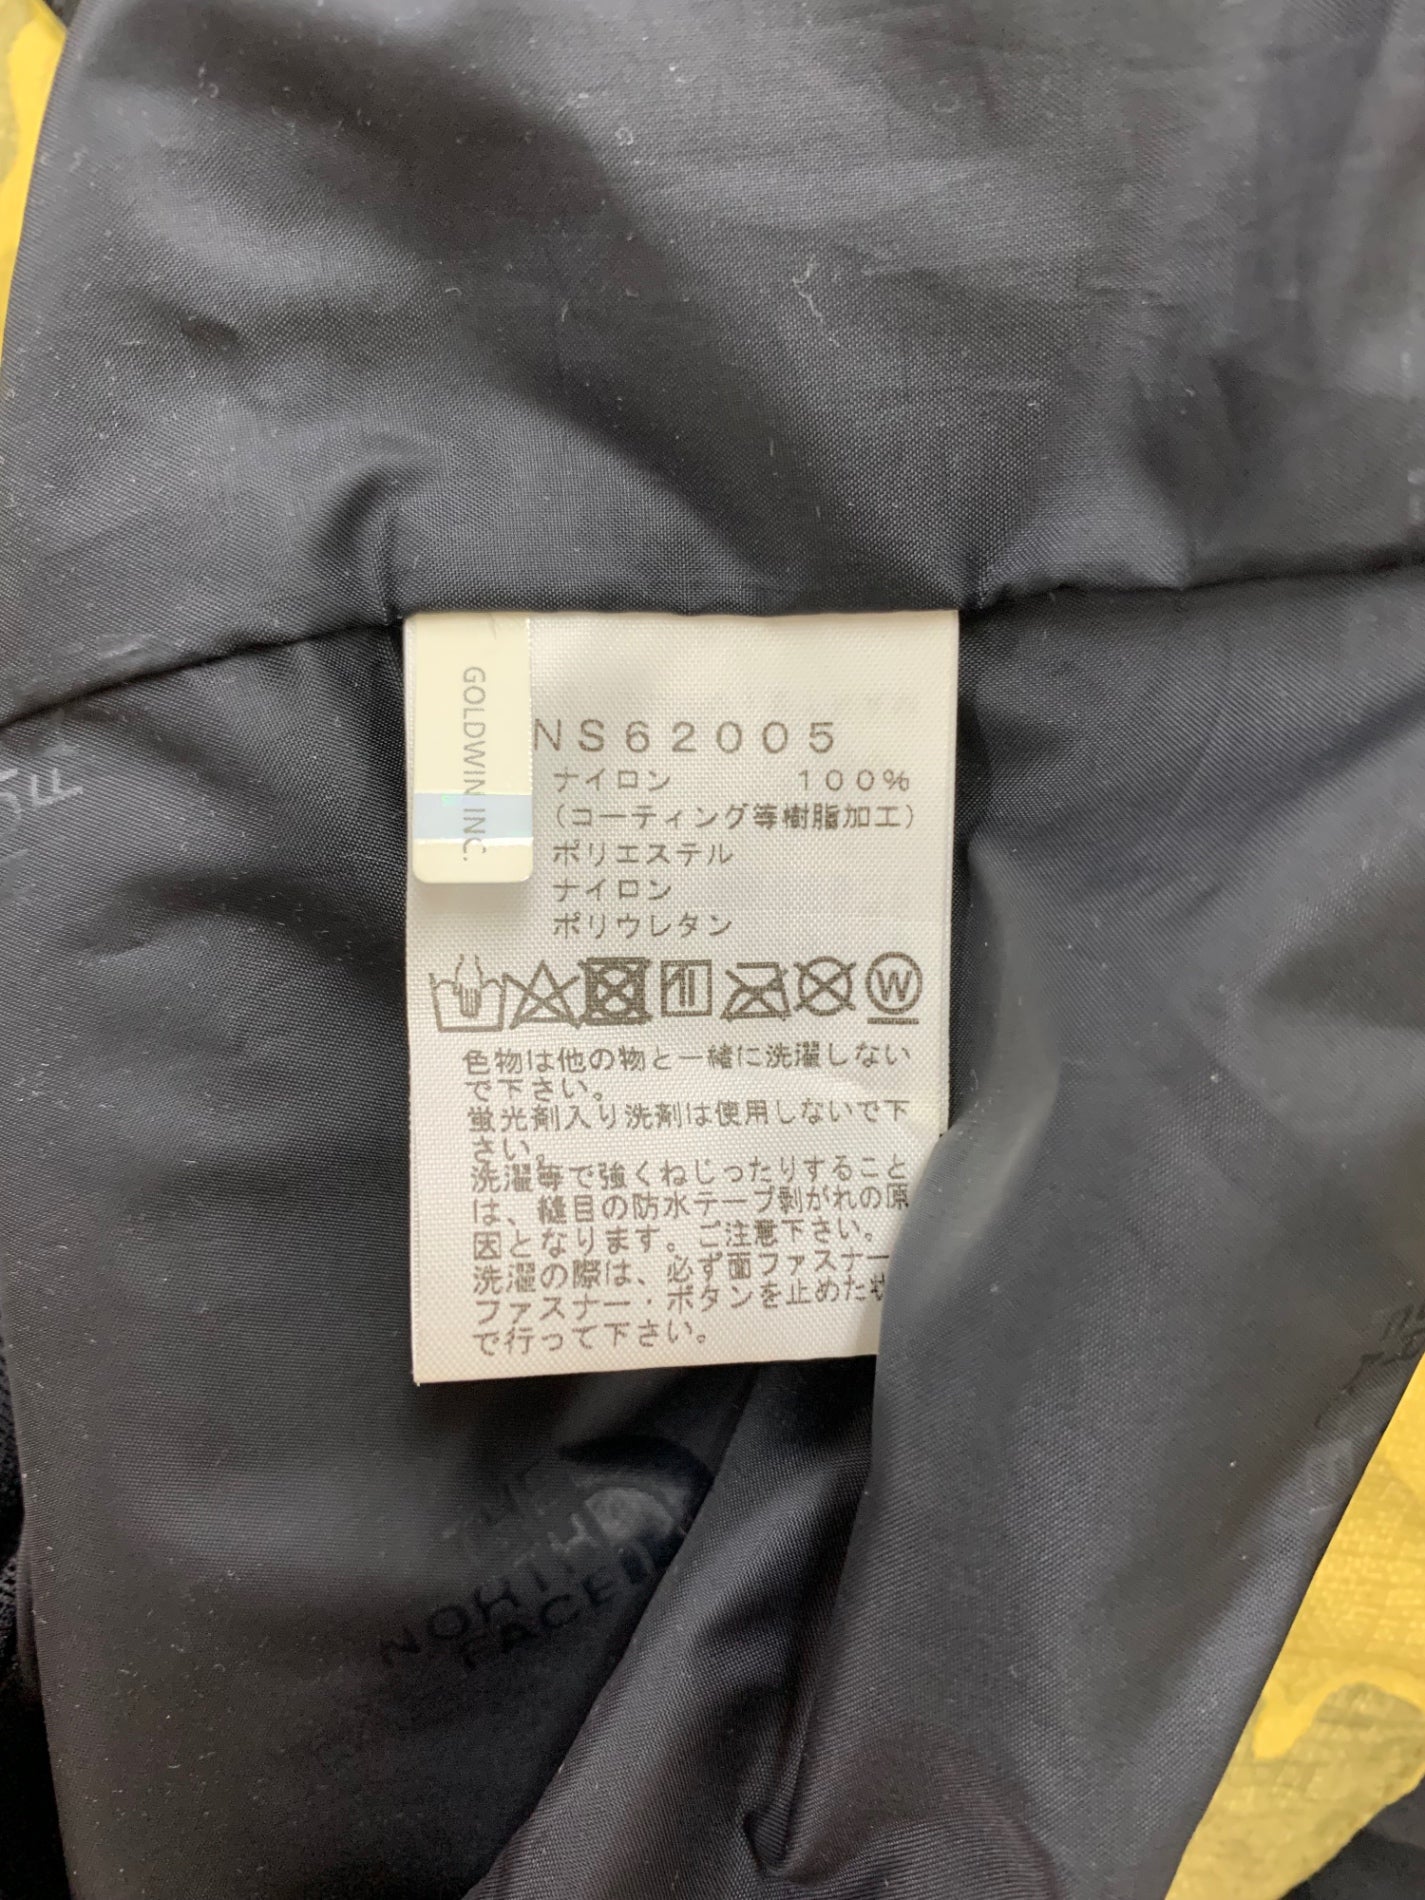 GOLDWIN INC.
NS62005
ナイロン 100%
(コーティング等樹脂加工)
ポリエステル
ナイロン
ポリウレタン
W
色物は他の物と一緒に洗濯しない
で下さい。
蛍光剤入り洗剤は使用しないで下
さい。
洗濯等で強くねじったりすること
は、縫目の防水テープ剥がれの原
因となります。ご注意下さい。
洗濯の際は、必ず面ファスナー
ファスナー・ボタンを止めた状
で行って下さい。
THE
NORTH
FACE